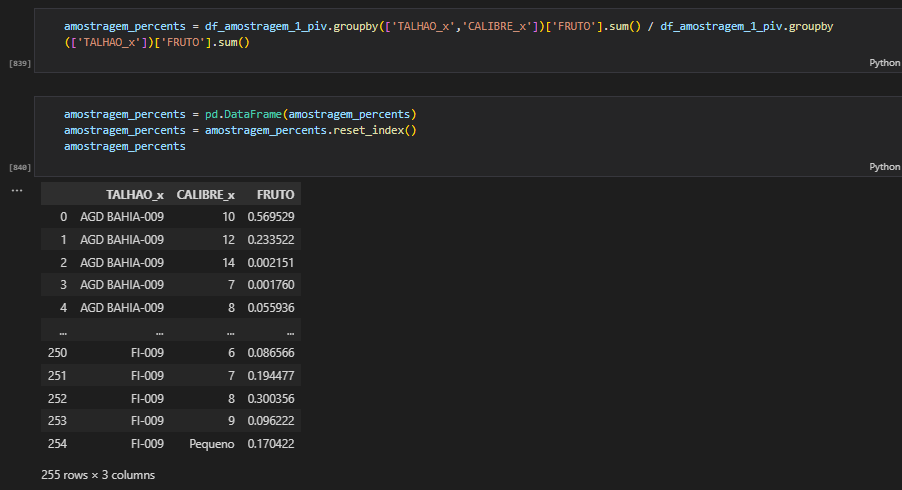 amostragem_percents = df_amostragem_1_piv.groupby(['TALHAO_x','CALIBRE_x'])['FRUTO'].sum() / df_amostragem_1_piv.groupby
(['TALHAO_x'])['FRUTO'].sum()
[839]
Python
amostragem_percents = pd.DataFrame(amostragem_percents)
amostragem_percents = amostragem_percents.reset_index()
amostragem_percents
[840]
Python
...
TALHAO_x CALIBRE_x FRUTO
0 AGD BAHIA-009 10 0.569529
1 AGD BAHIA-009 12 0.233522
2 AGD BAHIA-009 14 0.002151
3 AGD BAHIA-009 7 0.001760
4 AGD BAHIA-009 8 0.055936
... ... ... ...
250 FI-009 6 0.086566
251 FI-009 7 0.194477
252 FI-009 8 0.300356
253 FI-009 9 0.096222
254 FI-009 Pequeno 0.170422
255 rows × 3 columns